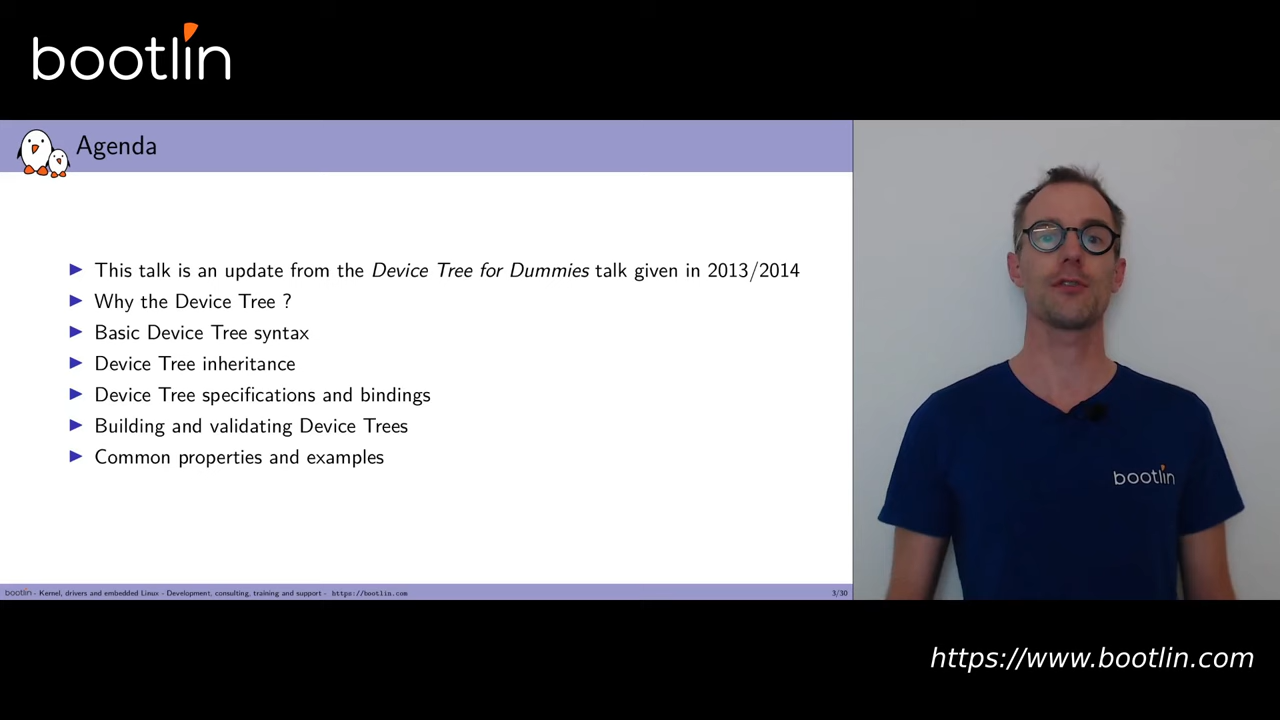 bootlin
Agenda
This talk is an update from the Device Tree for Dummies talk given in 2013/2014
Why the Device Tree ?
Basic Device Tree syntax
Device Tree inheritance
Device Tree specifications and bindings
Building and validating Device Trees
Common properties and examples
bootlin - Kernel, drivers and embedded Linux - Development, consulting, training and support - https://bootlin.com
3/30
bootlin
https://www.bootlin.com